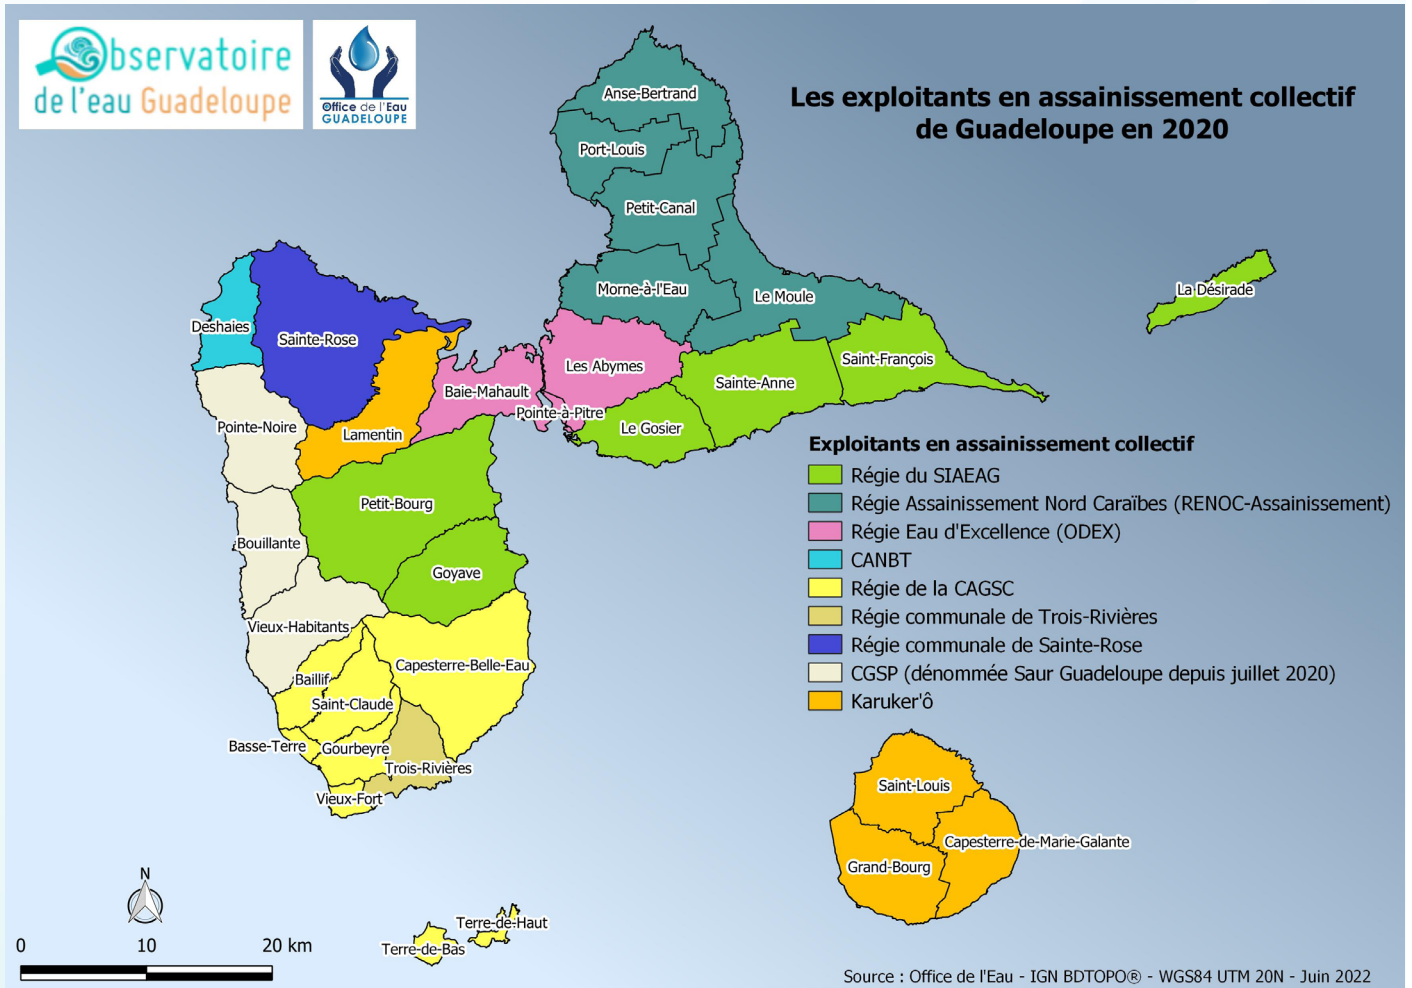 Observatoire
de l'eau Guadeloupe
Office de l'Eau
GUADELOUPE
Les exploitants en assainissement collectif
de Guadeloupe en 2020
Anse-Bertrand
Port-Louis
Petit-Canal
Morne-à-l'Eau
Le Moule
La Désirade
Deshaies
Sainte-Rose
Les Abymes
Saint-François
Sainte-Anne
Baie-Mahault
Pointe-à-Pitre
Pointe-Noire
Lamentin
Le Gosier
Petit-Bourg
Bouillante
Goyave
Vieux-Habitants
Capesterre-Belle-Eau
Baillif
Saint-Claude
Basse-Terre
Gourbeyre
Trois-Rivières
Vieux-Fort
Exploitants en assainissement collectif
Régie du SIAEAG
Régie Assainissement Nord Caraïbes (RENOC-Assainissement)
Régie Eau d'Excellence (ODEX)
CANBT
Régie de la CAGSC
Régie communale de Trois-Rivières
Régie communale de Sainte-Rose
CGSP (dénommée Saur Guadeloupe depuis juillet 2020)
Karuker'ô
Saint-Louis
Capesterre-de-Marie-Galante
Grand-Bourg
Terre-de-Haut
Terre-de-Bas
N
0 10 20 km
Source : Office de l'Eau - IGN BDTOPO® - WGS84 UTM 20N - Juin 2022